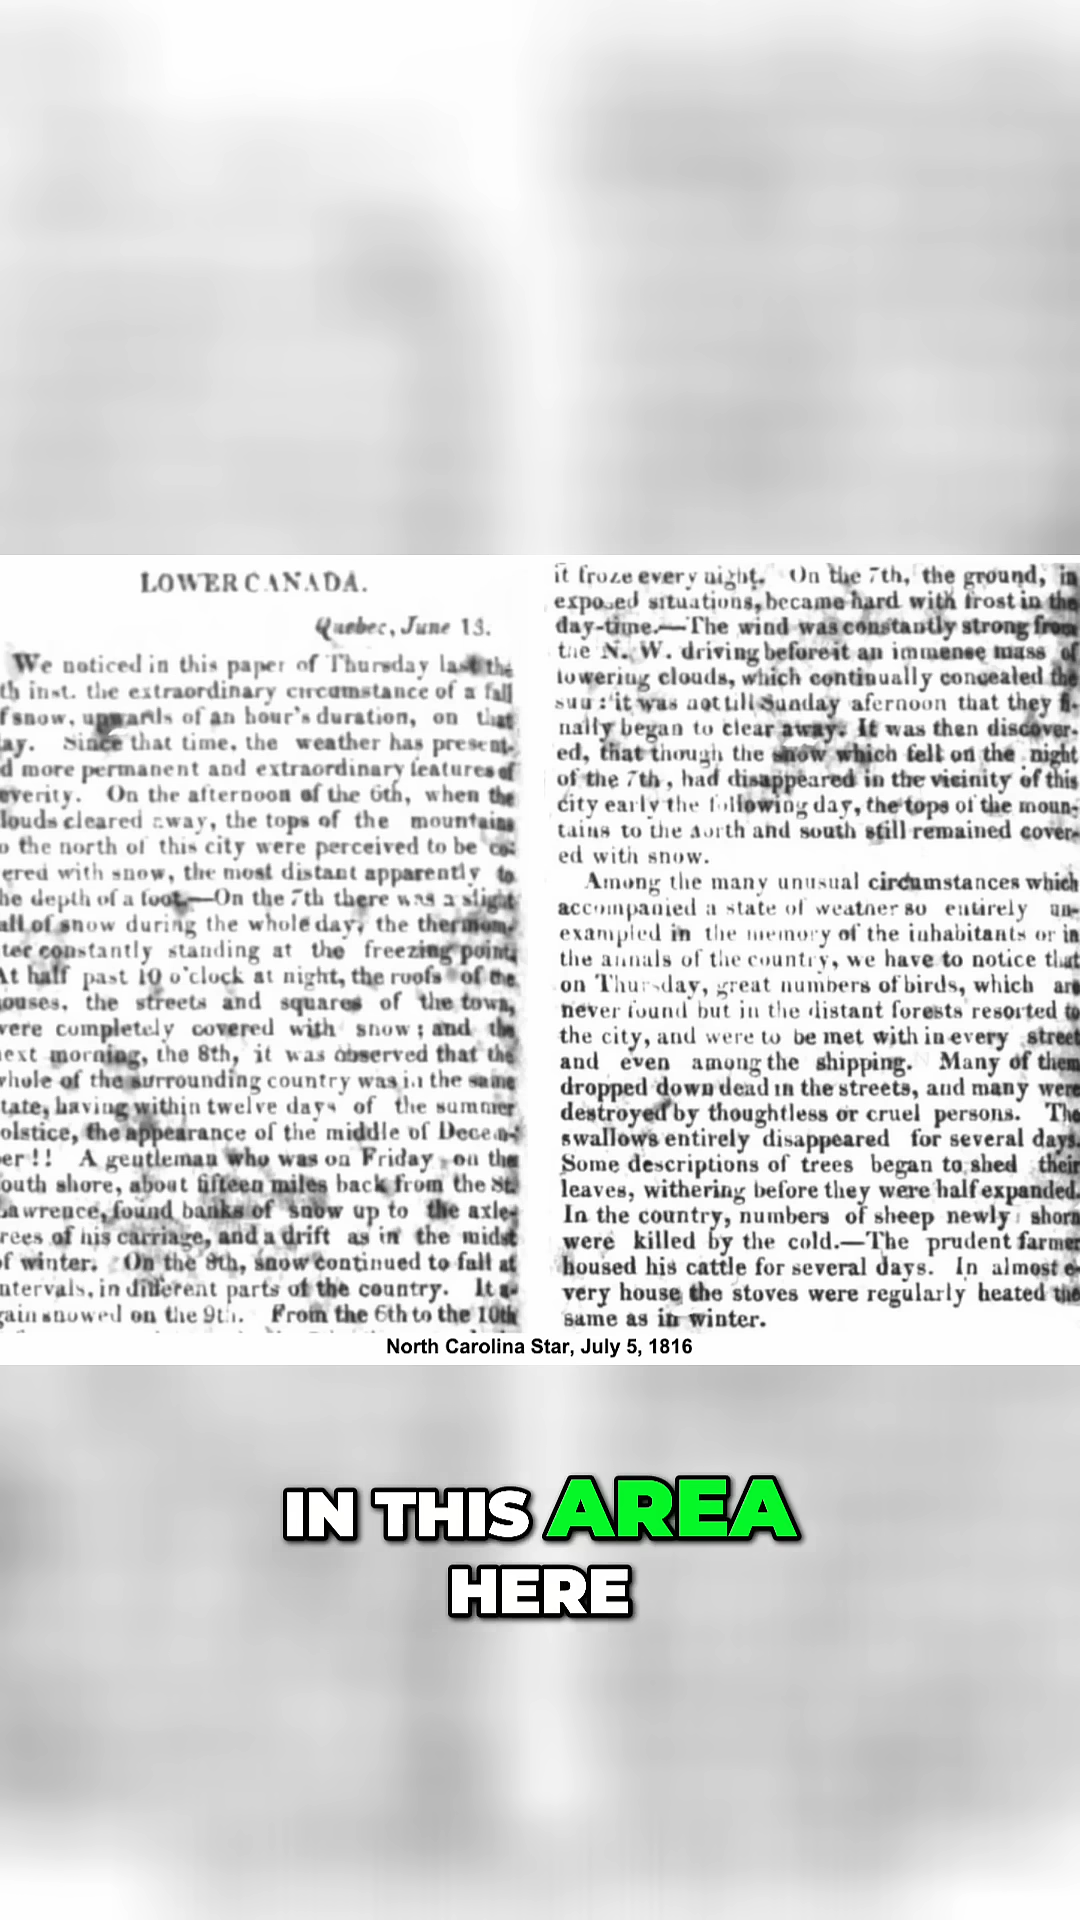 LOWER CANADA.
Quebec, June 13.
We noticed in this paper of Thursday last the
th inst. the extraordinary circumstance of a fall
f snow, upwards of an hour's duration, on that
ay. Since that time, the weather has present-
d more permanent and extraordinary features of
everity. On the afternoon of the 6th, when the
louds cleared away, the tops of the mountains
o the north of this city were perceived to be co-
ered with snow, the most distant apparently to
he depth of a foot.—On the 7th there was a slight
all of snow during the whole day, the thermom-
ter constantly standing at the freezing point.
At half past 10 o'clock at night, the roofs of the
ouses, the streets and squares of the town,
were completely covered with snow; and the
ext morning, the 8th, it was observed that the
whole of the surrounding country was in the same
tate, having within twelve days of the summer
olstice, the appearance of the middle of Decem-
er !! A gentleman who was on Friday on the
outh shore, about fifteen miles back from the St.
Lawrence, found banks of snow up to the axle-
rees of his carriage, and a drift as in the midst
of winter. On the 8th, snow continued to fall at
ntervals, in different parts of the country. It a-
gain snowed on the 9th. From the 6th to the 10th
it froze every night. On the 7th, the ground, in
exposed situations, became hard with frost in the
day-time.—The wind was constantly strong from
the N. W. driving before it an immense mass of
lowering clouds, which continually concealed the
sun : it was not till Sunday afernoon that they fi-
nally began to clear away. It was then discover-
ed, that though the snow which fell on the night
of the 7th, had disappeared in the vicinity of this
city early the following day, the tops of the moun-
tains to the north and south still remained cover-
ed with snow.
Among the many unusual circumstances which
accompanied a state of weather so entirely un-
exampled in the memory of the inhabitants or in
the annals of the country, we have to notice that
on Thursday, great numbers of birds, which are
never found but in the distant forests resorted to
the city, and were to be met with in every street
and even among the shipping. Many of them
dropped down dead in the streets, and many were
destroyed by thoughtless or cruel persons. The
swallows entirely disappeared for several days.
Some descriptions of trees began to shed their
leaves, withering before they were half expanded.
In the country, numbers of sheep newly shorn
were killed by the cold.—The prudent farmer
housed his cattle for several days. In almost e-
very house the stoves were regularly heated the
same as in winter.
North Carolina Star, July 5, 1816
IN THIS AREA
HERE